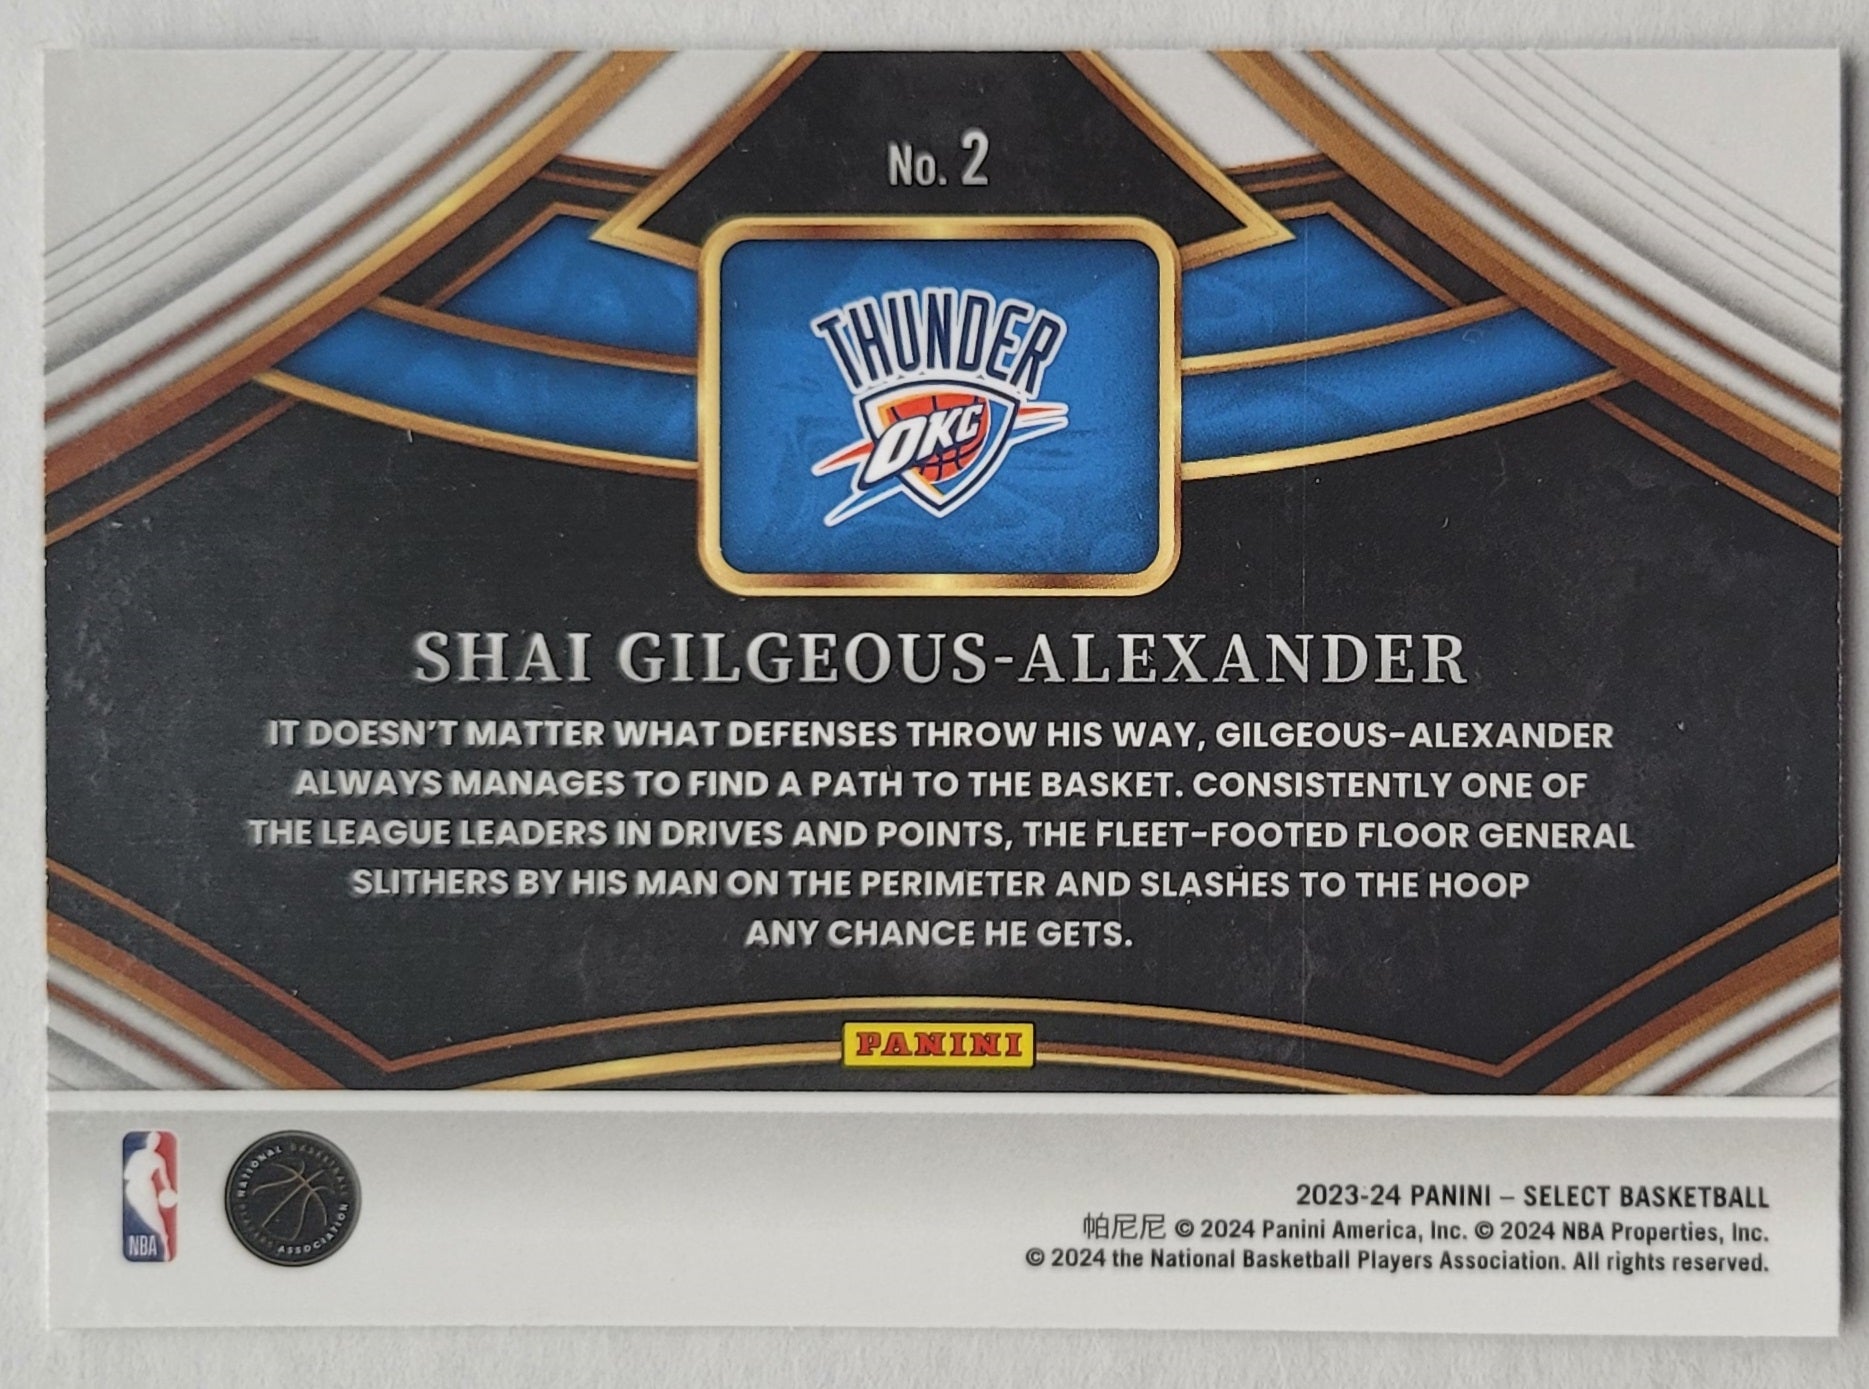 No. 2
THUNDER
OKC
SHAI GILGEOUS-ALEXANDER
IT DOESN'T MATTER WHAT DEFENSES THROW HIS WAY, GILGEOUS-ALEXANDER
ALWAYS MANAGES TO FIND A PATH TO THE BASKET. CONSISTENTLY ONE OF
THE LEAGUE LEADERS IN DRIVES AND POINTS, THE FLEET-FOOTED FLOOR GENERAL
SLITHERS BY HIS MAN ON THE PERIMETER AND SLASHES TO THE HOOP
ANY CHANCE HE GETS.
PANINI
NBA
NATIONAL BASKETBALL PLAYERS ASSOCIATION
2023-24 PANINI – SELECT BASKETBALL
帕尼尼 © 2024 Panini America, Inc. © 2024 NBA Properties, Inc.
© 2024 the National Basketball Players Association. All rights reserved.